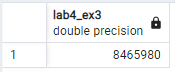 lab4_ex3
double precision
1 8465980